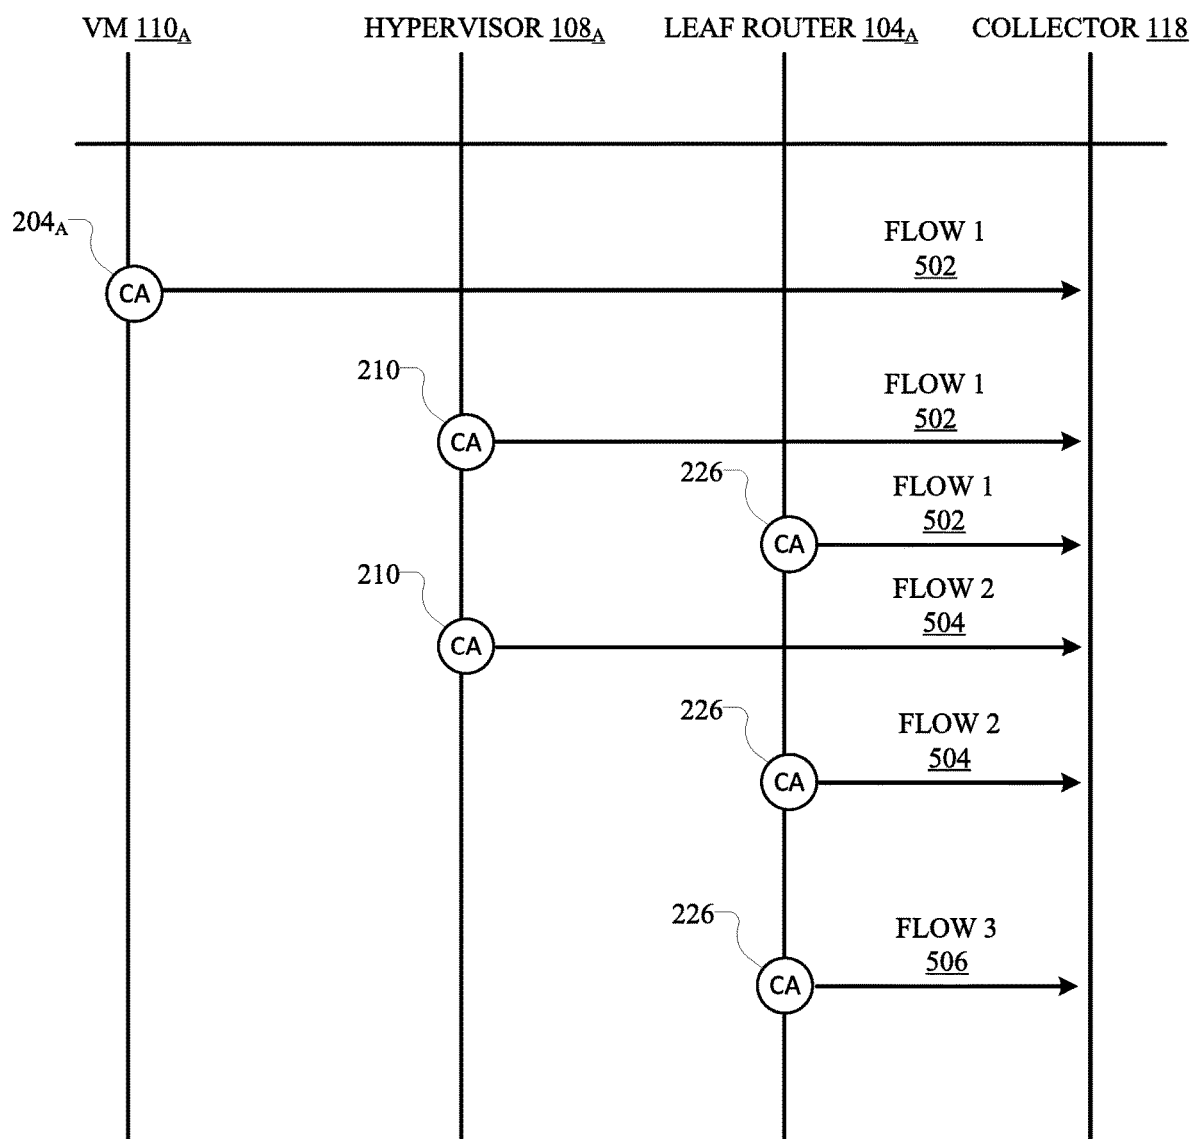 VM 110A HYPERVISOR 108A LEAF ROUTER 104A COLLECTOR 118
204A
FLOW 1
502
CA
210
FLOW 1
502
CA
226
FLOW 1
502
CA
210
FLOW 2
504
CA
226
FLOW 2
504
CA
226
FLOW 3
506
CA